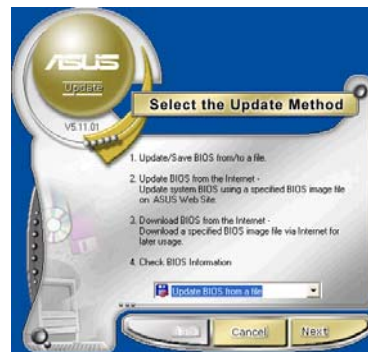 ASUS
Update
V5.11.01
Select the Update Method
1. Update/Save BIOS from/to a file.
2. Update BIOS from the Internet -
Update system BIOS using a specified BIOS image file
on ASUS Web Site.
3. Download BIOS from the Internet -
Download a specified BIOS image file via Internet for
later usage.
4. Check BIOS Information
Update BIOS from a file
Cancel
Next